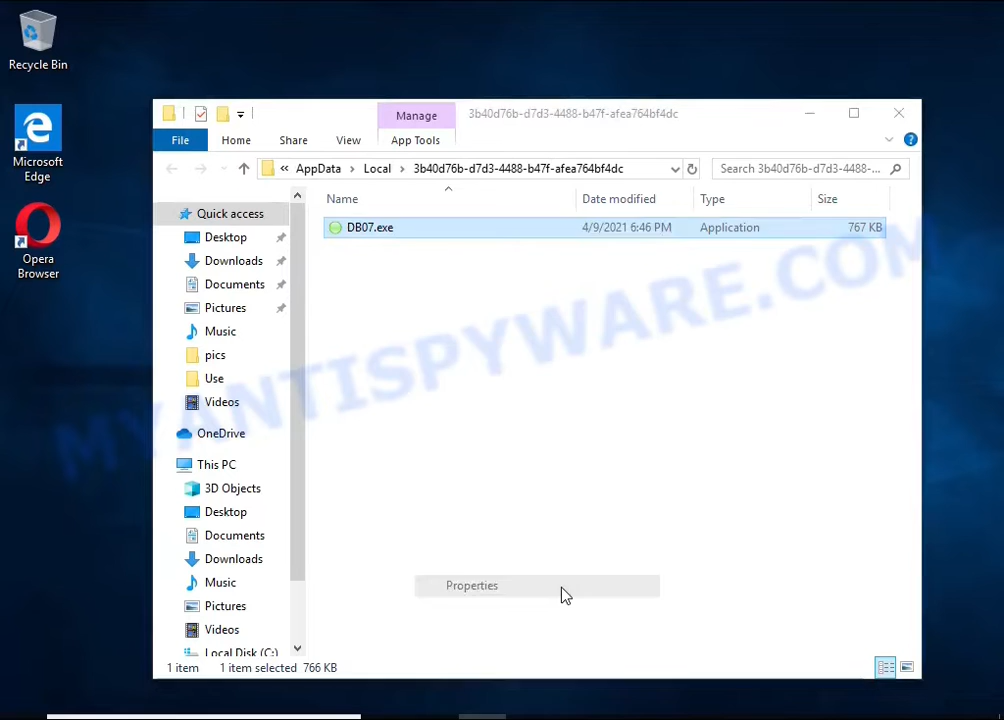 Recycle Bin
Microsoft
Edge
Opera
Browser
Manage
3b40d76b-d7d3-4488-b47f-afea764bf4dc
File
Home
Share
View
App Tools
« AppData › Local › 3b40d76b-d7d3-4488-b47f-afea764bf4dc
Search 3b40d76b-d7d3-4488-...
Name
Date modified
Type
Size
DB07.exe
4/9/2021 6:46 PM
Application
767 KB
Quick access
Desktop
Downloads
Documents
Pictures
Music
pics
Use
Videos
OneDrive
This PC
3D Objects
Desktop
Documents
Downloads
Music
Pictures
Videos
Local Disk (C:)
MYANTISPYWARE.COM
Properties
1 item
1 item selected 766 KB